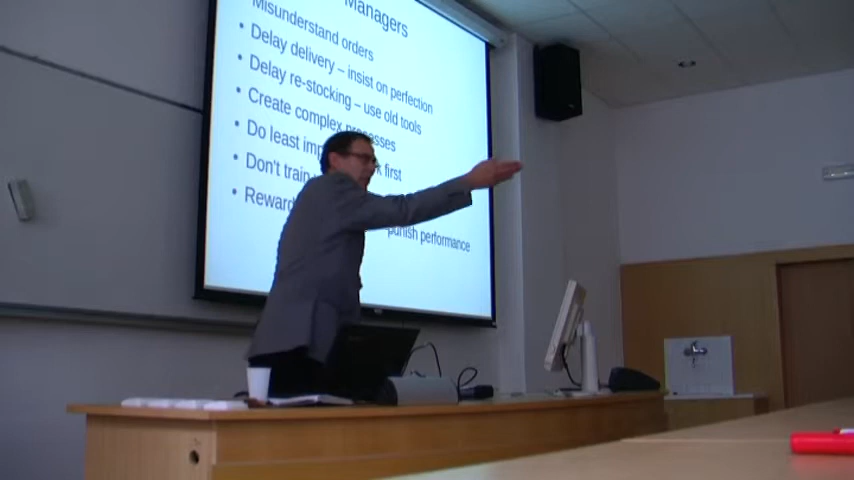 Managers
Misunderstand orders
• Delay delivery – insist on perfection
• Delay re-stocking – use old tools
• Create complex processes
• Do least first
• Don't train
• Reward
punish performance